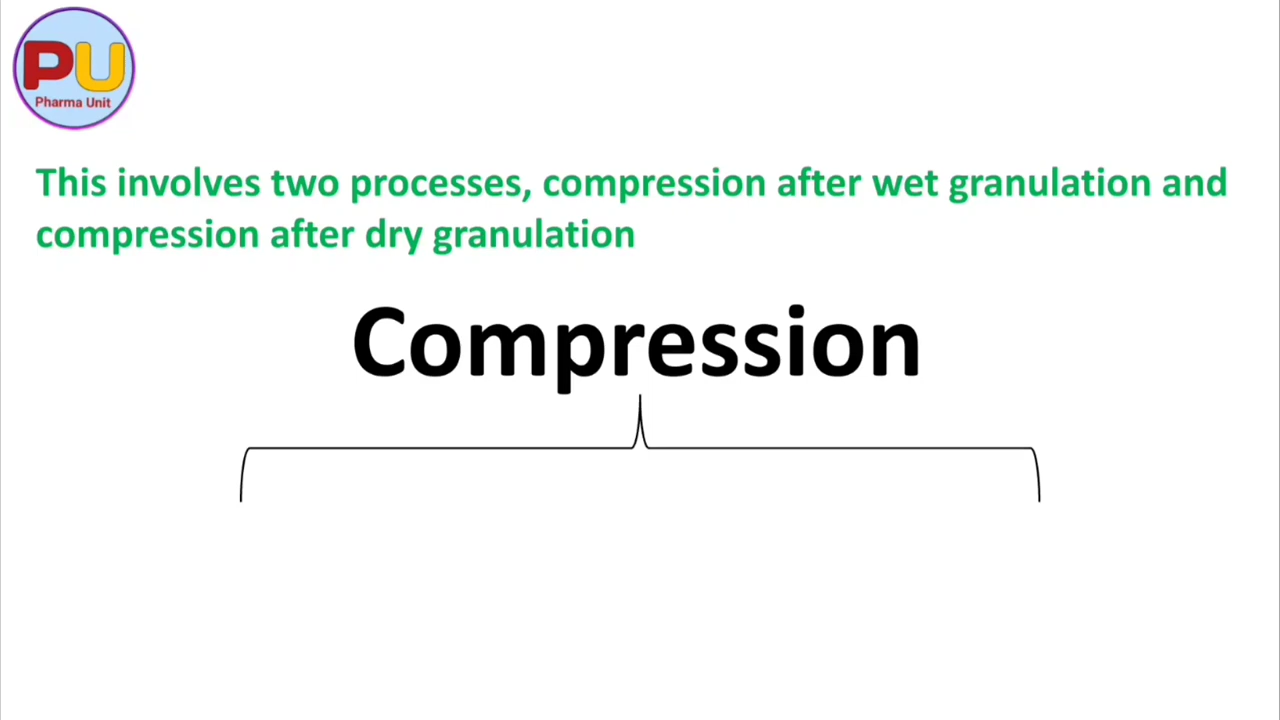 PU
Pharma Unit
This involves two processes, compression after wet granulation and
compression after dry granulation
Compression